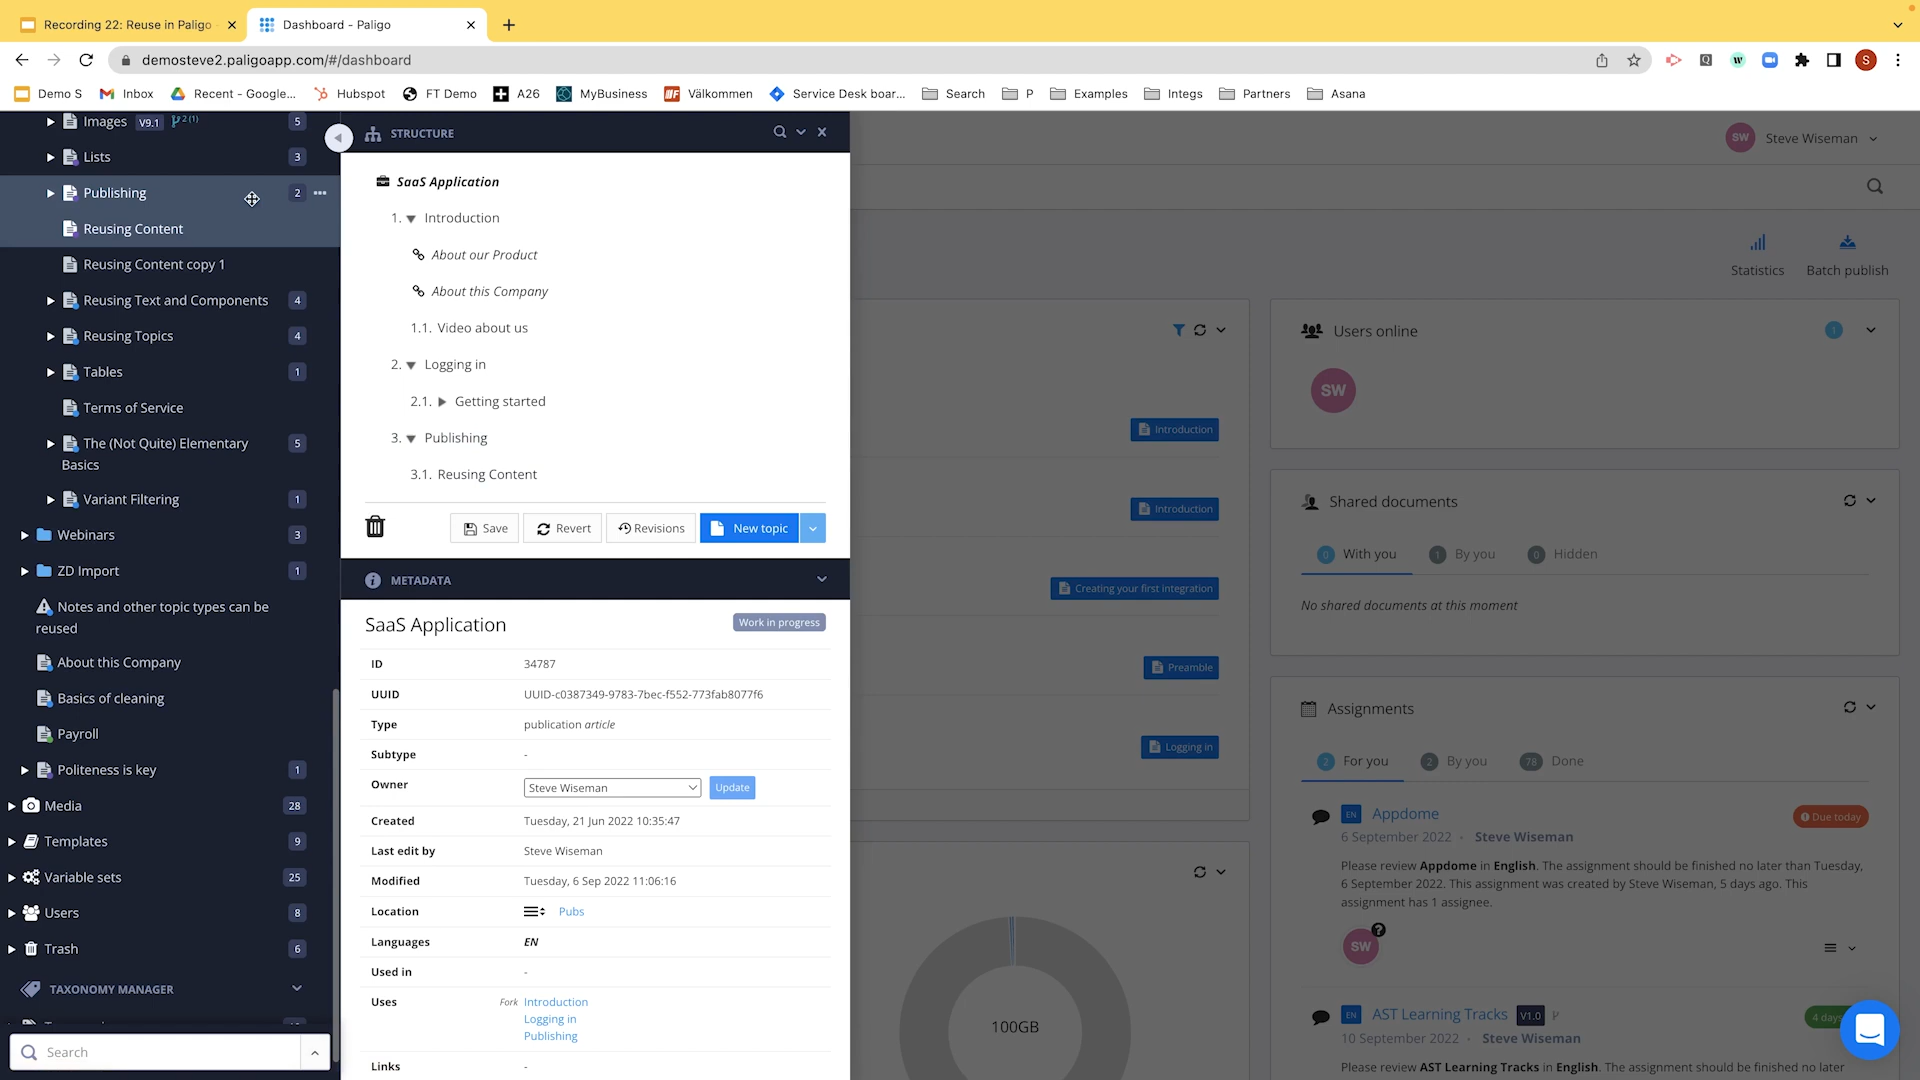 Recording 22: Reuse in Paligo
Dashboard - Paligo
demosteve2.paligoapp.com/#/dashboard
S
Demo S
Inbox
Recent - Google...
Hubspot
FT Demo
A26
MyBusiness
Välkommen
Service Desk boar...
Search
P
Examples
Integs
Partners
Asana
Images V9.1 2 (1) 5
Lists 3
Publishing 2
Reusing Content
Reusing Content copy 1
Reusing Text and Components 4
Reusing Topics 4
Tables 1
Terms of Service
The (Not Quite) Elementary 5
Basics
Variant Filtering 1
Webinars 3
ZD Import 1
Notes and other topic types can be
reused
About this Company
Basics of cleaning
Payroll
Politeness is key 1
Media 28
Templates 9
Variable sets 25
Users 8
Trash 6
TAXONOMY MANAGER
Search
STRUCTURE
SaaS Application
1. Introduction
About our Product
About this Company
1.1. Video about us
2. Logging in
2.1. Getting started
3. Publishing
3.1. Reusing Content
Save
Revert
Revisions
New topic
METADATA
SaaS Application
Work in progress
ID 34787
UUID UUID-c0387349-9783-7bec-f552-773fab8077f6
Type publication article
Subtype -
Owner Steve Wiseman Update
Created Tuesday, 21 Jun 2022 10:35:47
Last edit by Steve Wiseman
Modified Tuesday, 6 Sep 2022 11:06:16
Location Pubs
Languages EN
Used in -
Uses Fork Introduction
Logging in
Publishing
Links -
SW Steve Wiseman
Statistics
Batch publish
Introduction
Introduction
Creating your first integration
Preamble
Logging in
100GB
Users online 1
SW
Shared documents
0 With you
1 By you
0 Hidden
No shared documents at this moment
Assignments
2 For you
2 By you
78 Done
EN Appdome
Due today
6 September 2022 · Steve Wiseman
Please review Appdome in English. The assignment should be finished no later than Tuesday,
6 September 2022. This assignment was created by Steve Wiseman, 5 days ago. This
assignment has 1 assignee.
SW ?
EN AST Learning Tracks V1.0
4 days
10 September 2022 · Steve Wiseman
Please review AST Learning Tracks in English. The assignment should be finished no later